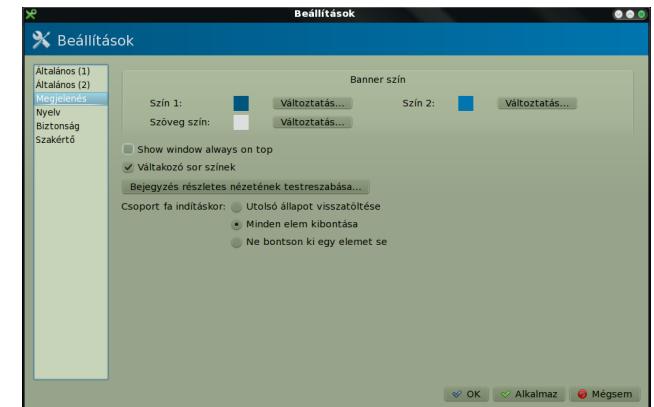 Beállítások
Beállítások
Általános (1)
Általános (2)
Megjelenés
Nyelv
Biztonság
Szakértő
Banner szín
Szín 1: Változtatás... Szín 2: Változtatás...
Szöveg szín: Változtatás...
Show window always on top
Váltakozó sor színek
Bejegyzés részletes nézetének testreszabása...
Csoport fa indításkor: Utolsó állapot visszatöltése
Minden elem kibontása
Ne bontson ki egy elemet se
OK Alkalmaz Mégsem